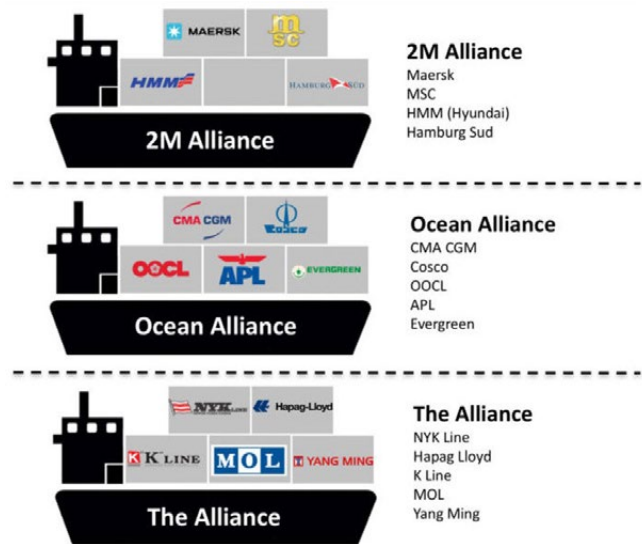 MAERSK
mSC
HMM
HAMBURG SÜD
2M Alliance
2M Alliance
Maersk
MSC
HMM (Hyundai)
Hamburg Sud
CMA CGM
COSCO
OOCL
APL
EVERGREEN
Ocean Alliance
Ocean Alliance
CMA CGM
Cosco
OOCL
APL
Evergreen
NYK LINE
Hapag-Lloyd
K "K" LINE
MOL
YANG MING
The Alliance
The Alliance
NYK Line
Hapag Lloyd
K Line
MOL
Yang Ming